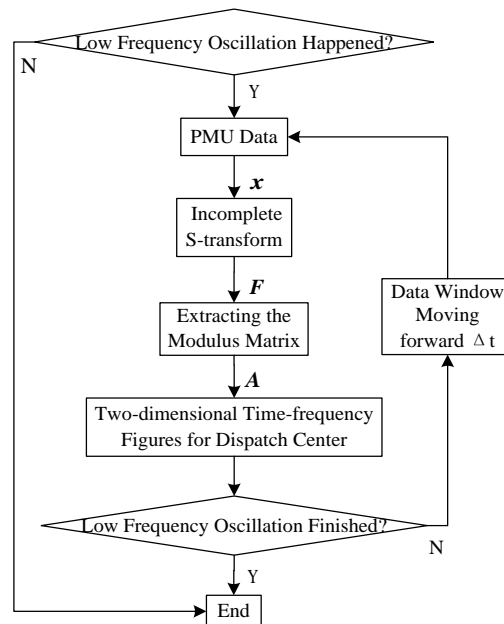 Low Frequency Oscillation Happened?
N
Y
PMU Data
x
Incomplete
S-transform
F
Extracting the
Modulus Matrix
Data Window
Moving
forward Δt
A
Two-dimensional Time-frequency
Figures for Dispatch Center
Low Frequency Oscillation Finished?
N
Y
End